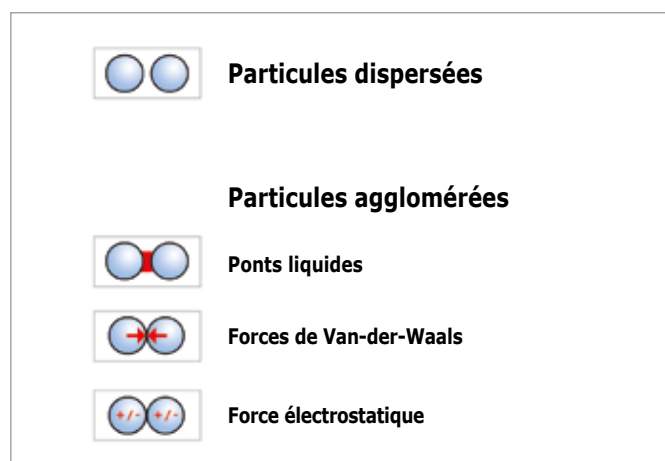 Particules dispersées
Particules agglomérées
Ponts liquides
Forces de Van-der-Waals
+/- +/- Force électrostatique